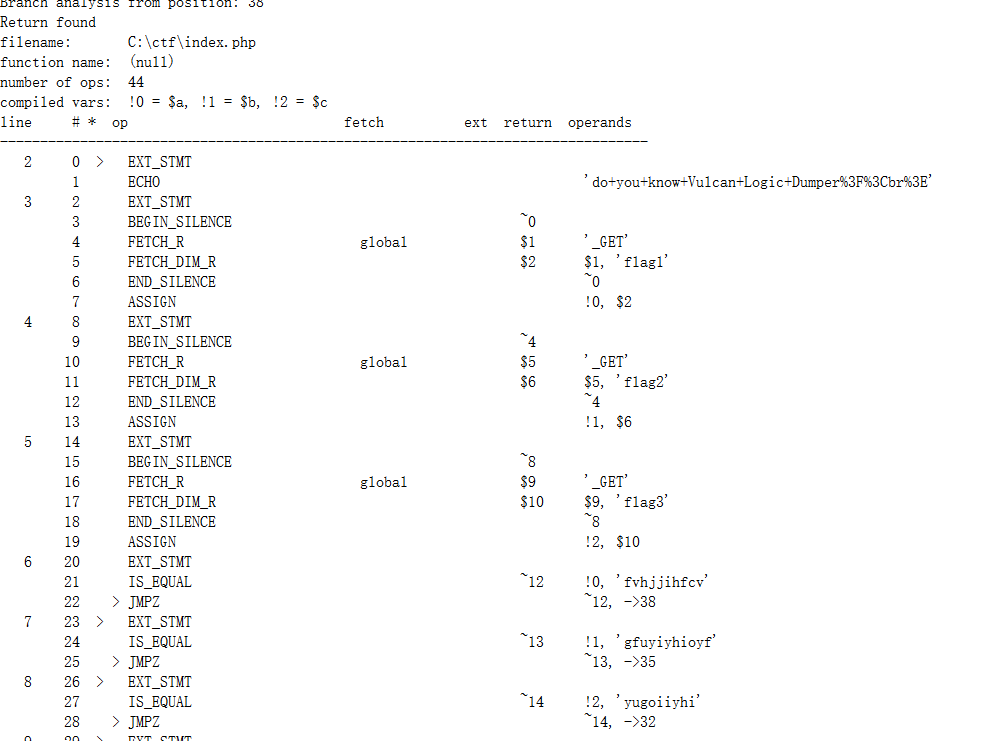 Branch analysis from position: 38
Return found
filename: C:\ctf\index.php
function name: (null)
number of ops: 44
compiled vars: !0 = $a, !1 = $b, !2 = $c
line # * op fetch ext return operands
---------------------------------------------------------------------------------
2 0 > EXT_STMT
1 ECHO 'do+you+know+Vulcan+Logic+Dumper%3F%3Cbr%3E'
3 2 EXT_STMT
3 BEGIN_SILENCE ~0
4 FETCH_R global $1 '_GET'
5 FETCH_DIM_R $2 $1, 'flag1'
6 END_SILENCE ~0
7 ASSIGN !0, $2
4 8 EXT_STMT
9 BEGIN_SILENCE ~4
10 FETCH_R global $5 '_GET'
11 FETCH_DIM_R $6 $5, 'flag2'
12 END_SILENCE ~4
13 ASSIGN !1, $6
5 14 EXT_STMT
15 BEGIN_SILENCE ~8
16 FETCH_R global $9 '_GET'
17 FETCH_DIM_R $10 $9, 'flag3'
18 END_SILENCE ~8
19 ASSIGN !2, $10
6 20 EXT_STMT
21 IS_EQUAL ~12 !0, 'fvhjjihfcv'
22 > JMPZ ~12, ->38
7 23 > EXT_STMT
24 IS_EQUAL ~13 !1, 'gfuyiyhioyf'
25 > JMPZ ~13, ->35
8 26 > EXT_STMT
27 IS_EQUAL ~14 !2, 'yugoiiyhi'
28 > JMPZ ~14, ->32
9 29 > EXT_STMT